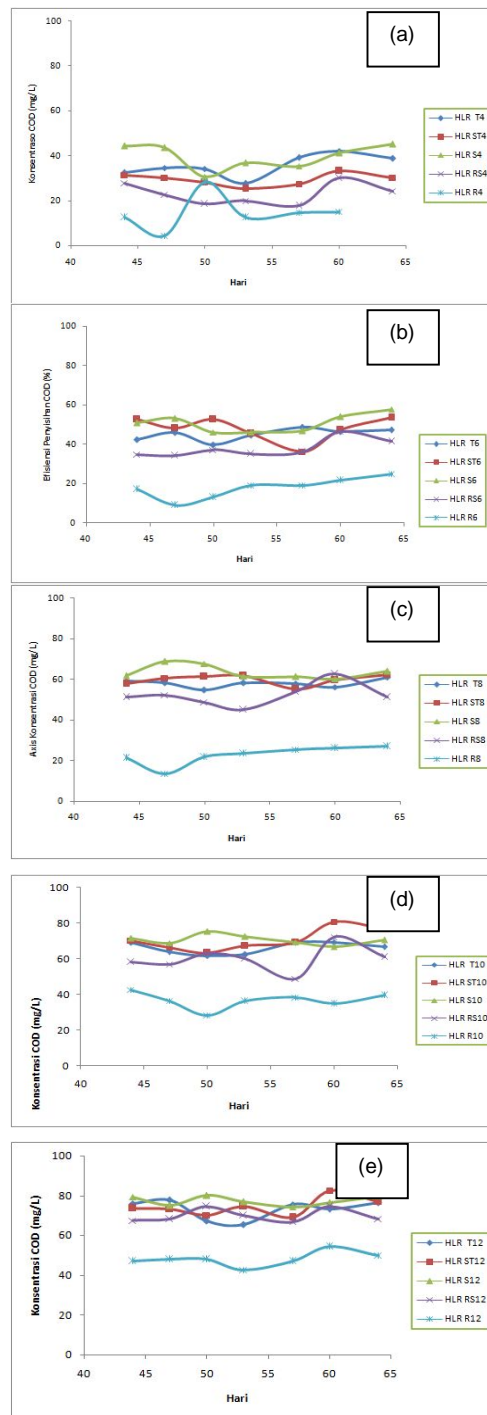 (a)
100
80
60
40
20
0
Konsentraso COD (mg/L)
40 45 50 55 60 65
Hari
HLR T4
HLR ST4
HLR S4
HLR RS4
HLR R4
(b)
100
80
60
40
20
0
Efisiensi Penyisihan COD (%)
40 45 50 55 60 65
Hari
HLR T6
HLR ST6
HLR S6
HLR RS6
HLR R6
(c)
100
80
60
40
20
0
Axis Konsentrasi COD (mg/L)
40 45 50 55 60 65
Hari
HLR T8
HLR ST8
HLR S8
HLR RS8
HLR R8
(d)
100
80
60
40
20
0
Konsentrasi COD (mg/L)
40 45 50 55 60 65
Hari
HLR T10
HLR ST10
HLR S10
HLR RS10
HLR R10
(e)
100
80
60
40
20
0
Konsentrasi COD (mg/L)
40 45 50 55 60 65
Hari
HLR T12
HLR ST12
HLR S12
HLR RS12
HLR R12